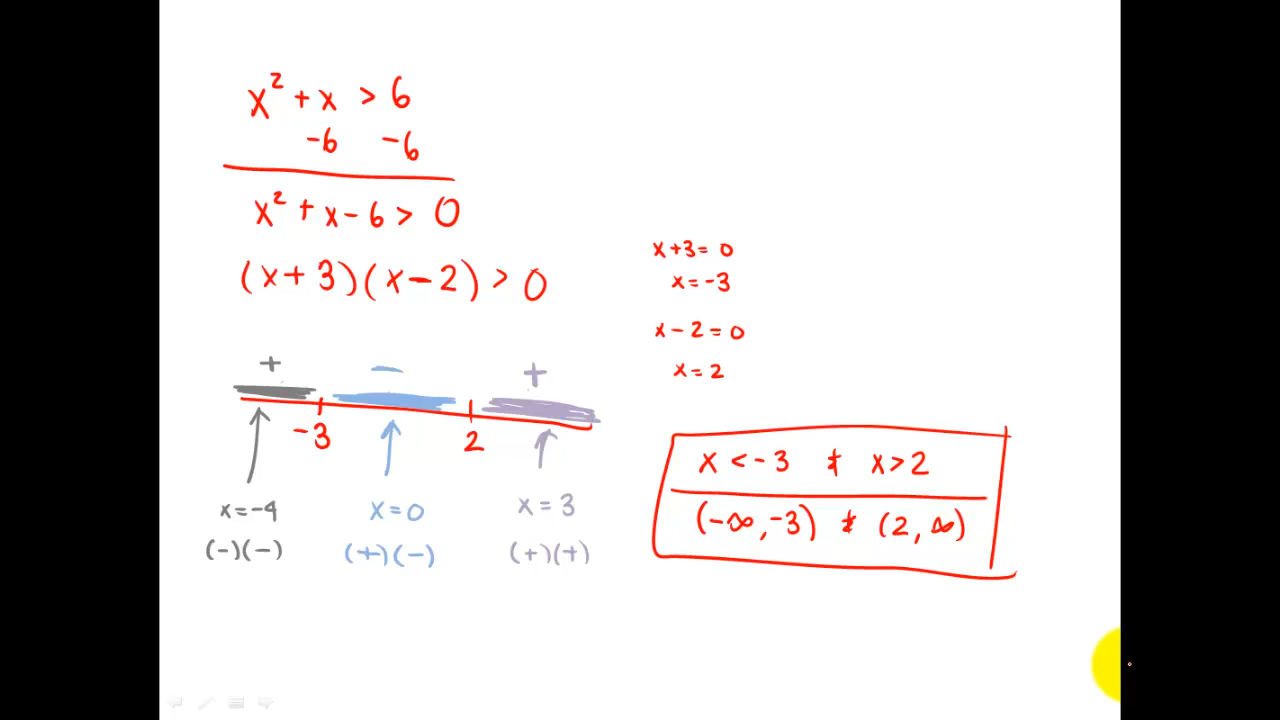 x² + x > 6
-6 -6
x² + x - 6 > 0
(x + 3)(x - 2) > 0
x + 3 = 0
x = -3
x - 2 = 0
x = 2
+ - +
-3 2
x = -4 x = 0 x = 3
(-)(-) (+)(-) (+)(+)
x < -3 & x > 2
(-∞, -3) & (2, ∞)